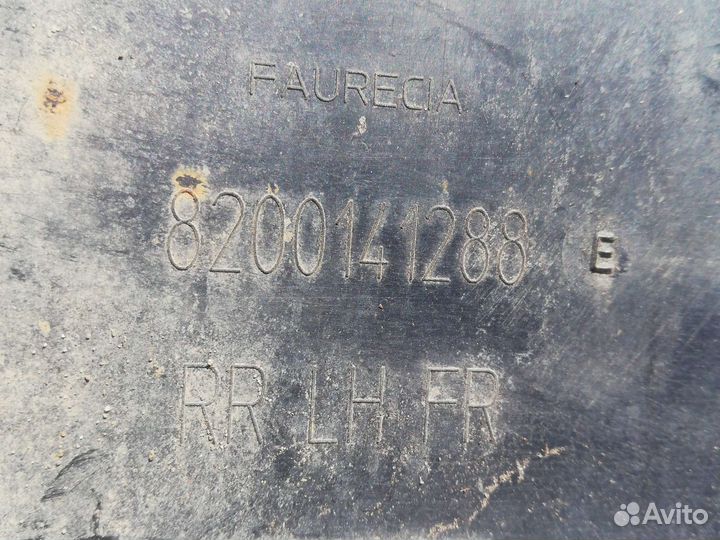 FAURECIA
8200141288 E
RR LH FR
Avito